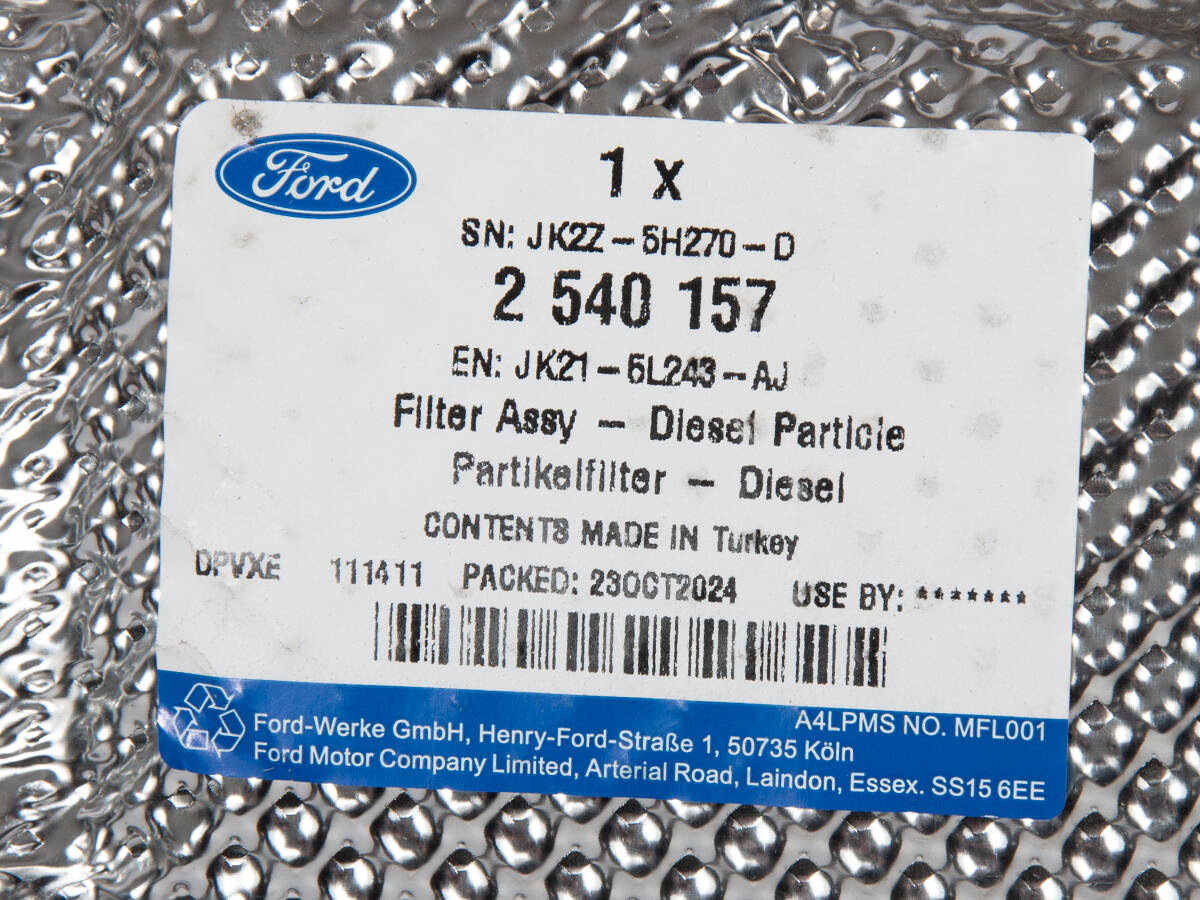 Ford
1 x
SN: JK2Z - 5H270 - D
2 540 157
EN: JK21 - 5L243 - AJ
Filter Assy - Diesel Particle
Partikelfilter - Diesel
CONTENTS MADE IN Turkey
DPVXE 111411 PACKED: 23OCT2024 USE BY: *******
A4LPMS NO. MFL001
Ford-Werke GmbH, Henry-Ford-Straße 1, 50735 Köln
Ford Motor Company Limited, Arterial Road, Laindon, Essex. SS15 6EE